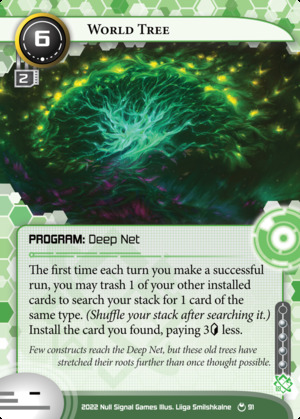 6
World Tree
2
PROGRAM: Deep Net
The first time each turn you make a successful
run, you may trash 1 of your other installed
cards to search your stack for 1 card of the
same type. (Shuffle your stack after searching it.)
Install the card you found, paying 3 less.
Few constructs reach the Deep Net, but these old trees have
stretched their roots further than once thought possible.
2022 Null Signal Games Illus. Liiga Smilshkalne 91